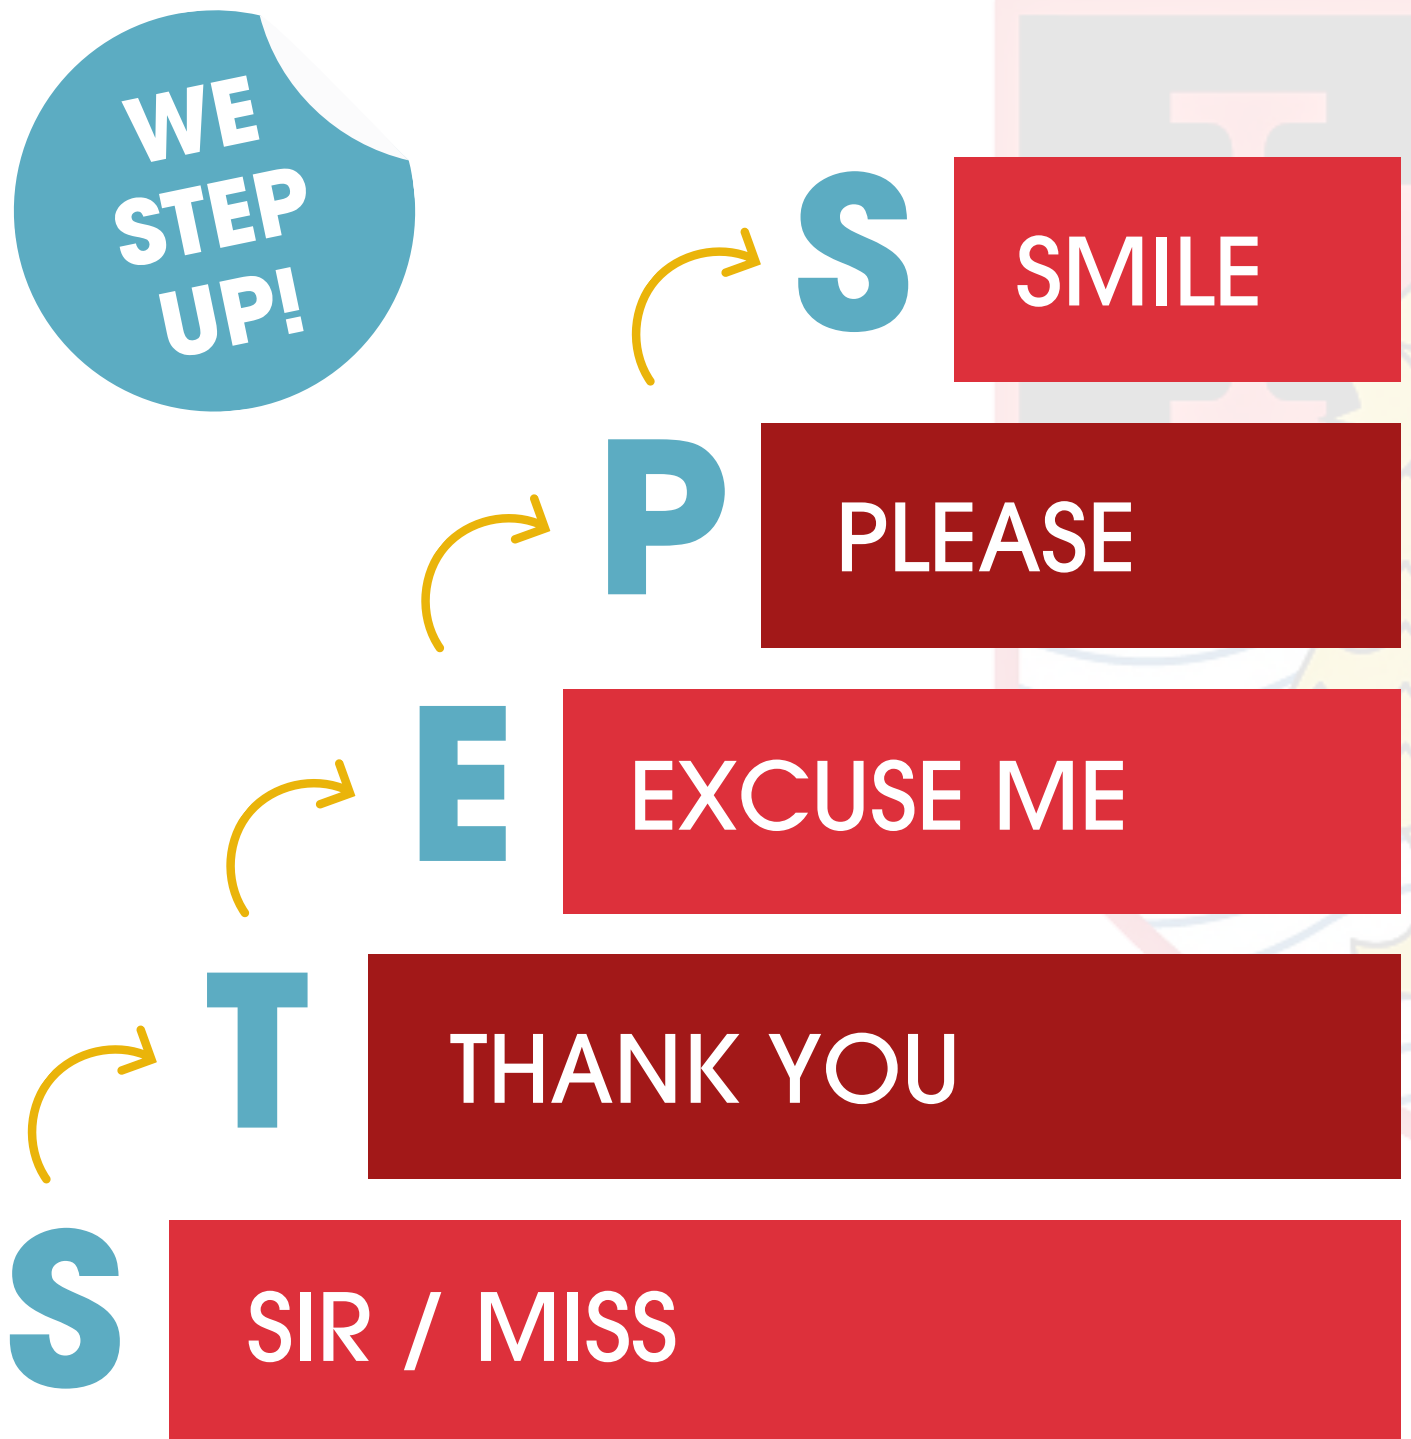 WE
STEP
UP!
S SMILE
P PLEASE
E EXCUSE ME
T THANK YOU
S SIR / MISS